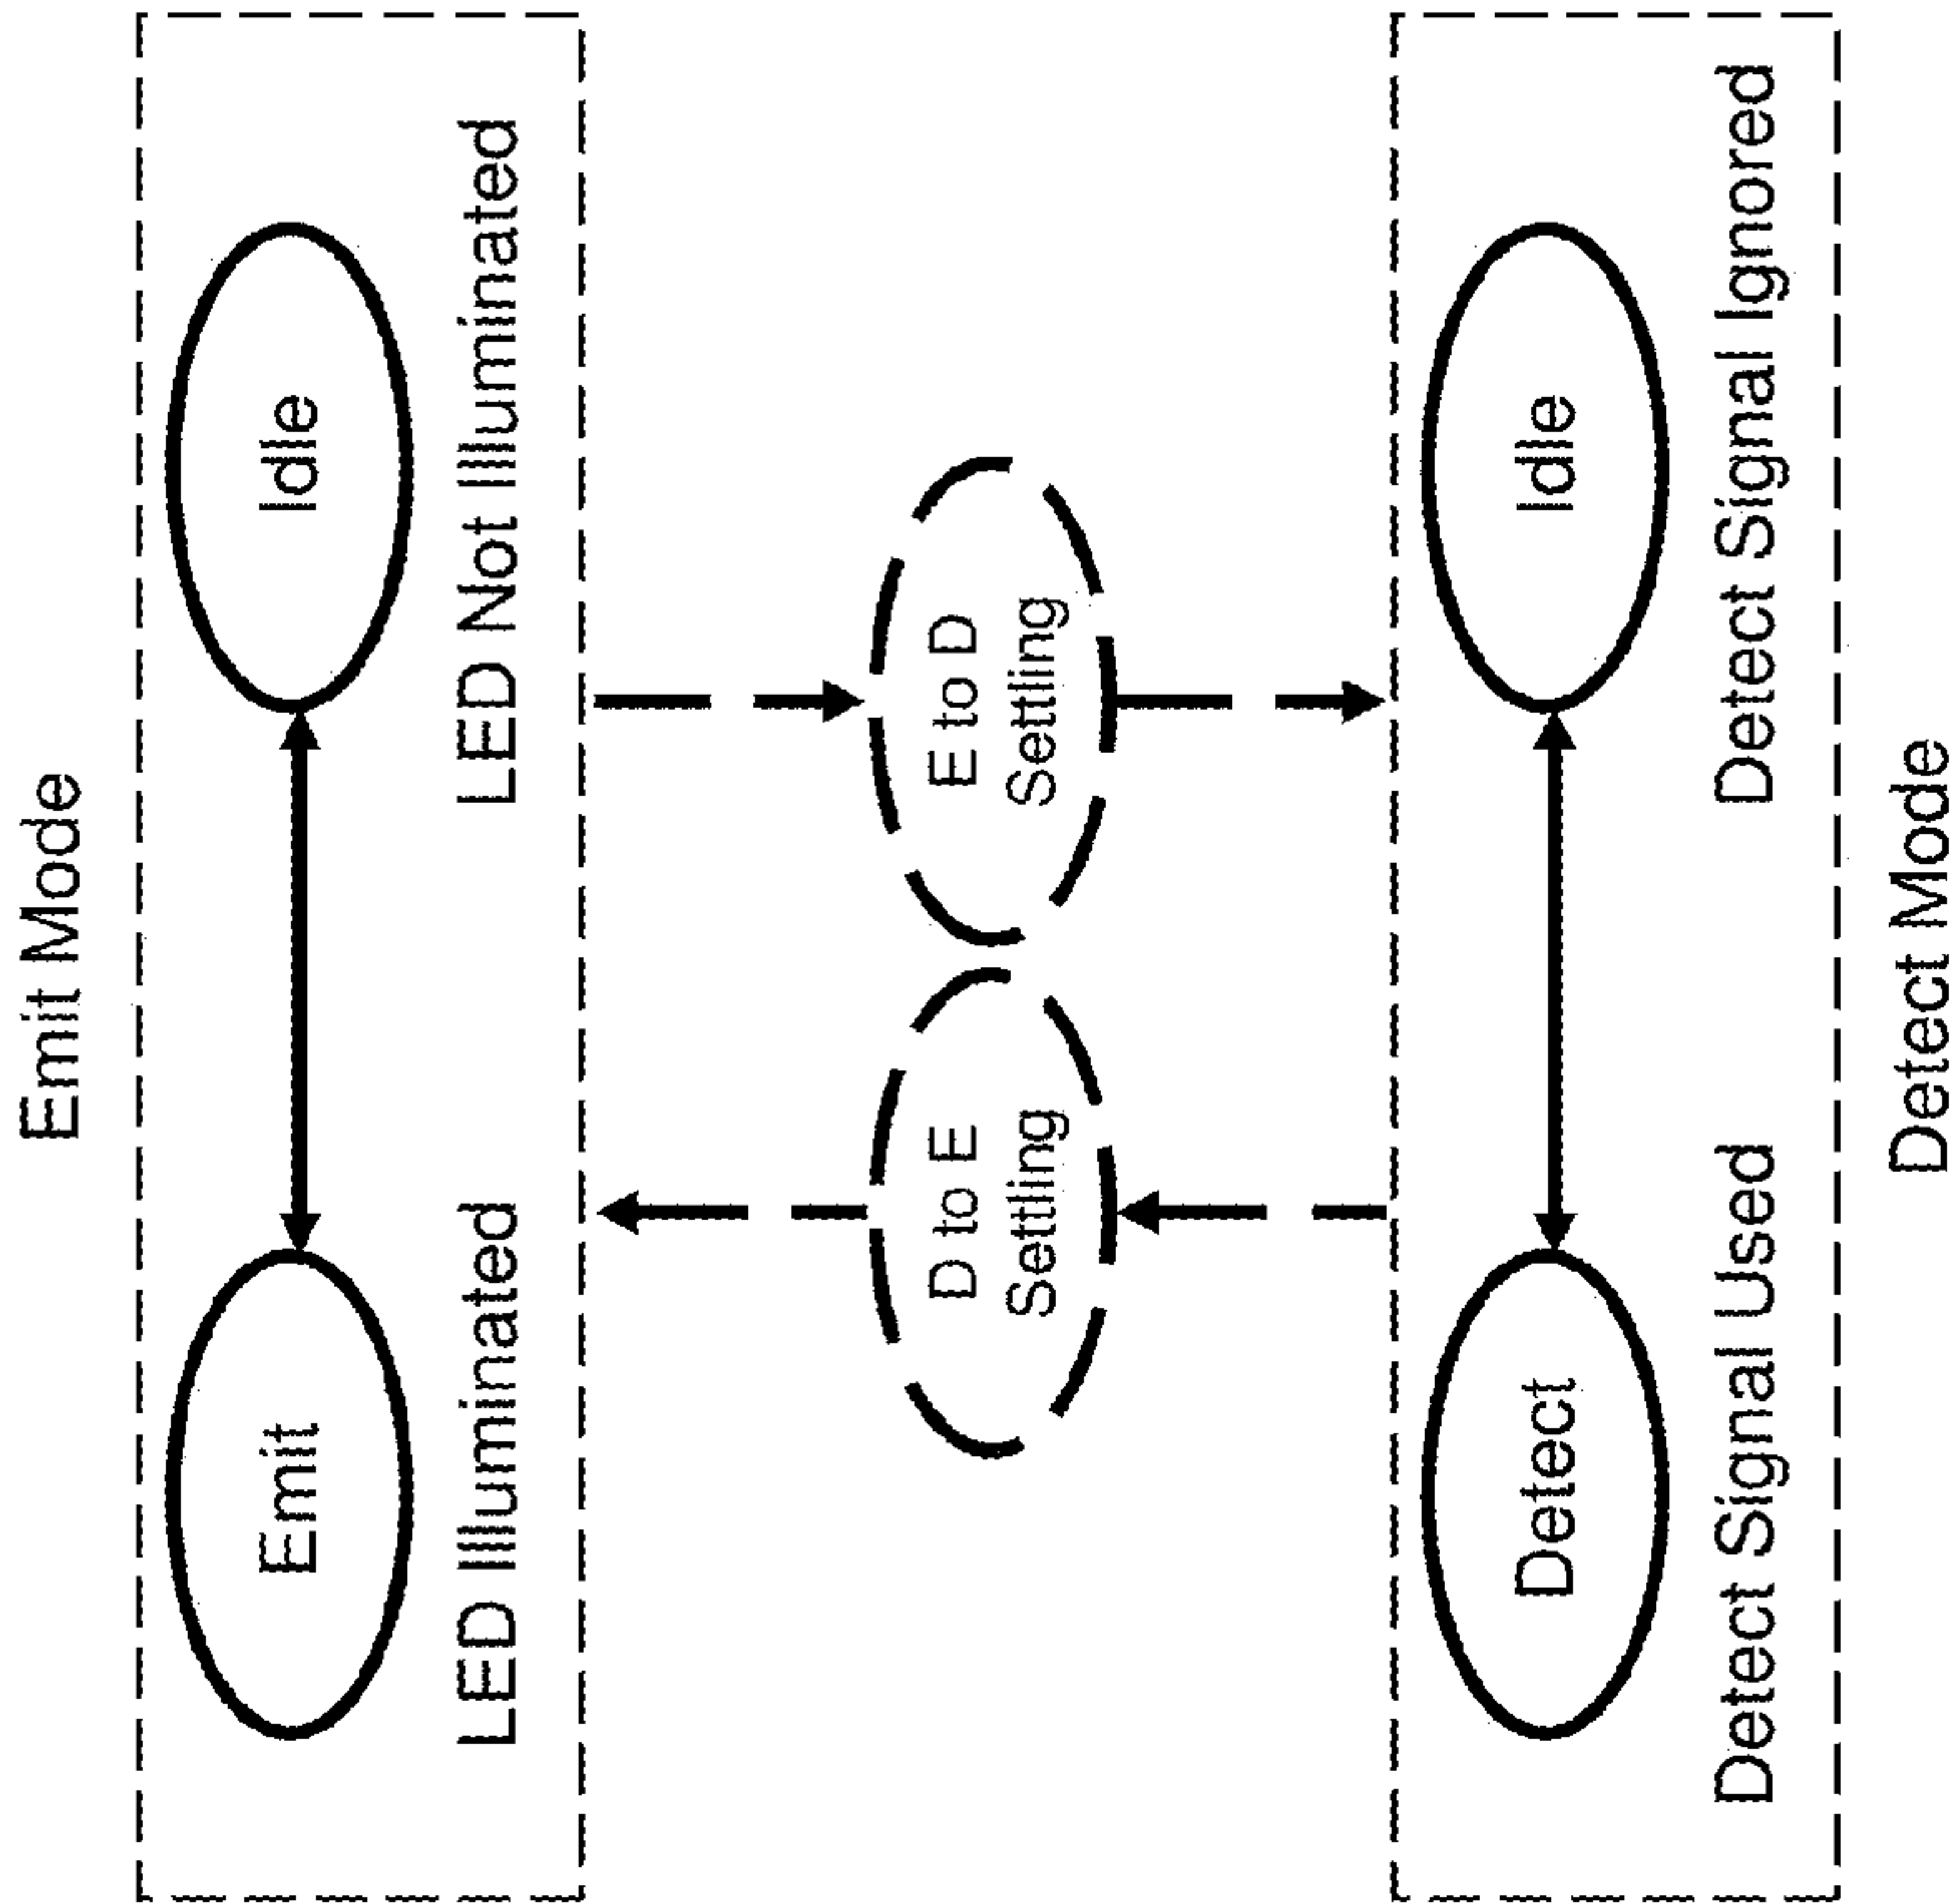 Emit Mode
Emit
Idle
LED Illuminated
LED Not Illuminated
D to E
Settling
E to D
Settling
Detect
Idle
Detect Signal Used
Detect Signal Ignored
Detect Mode